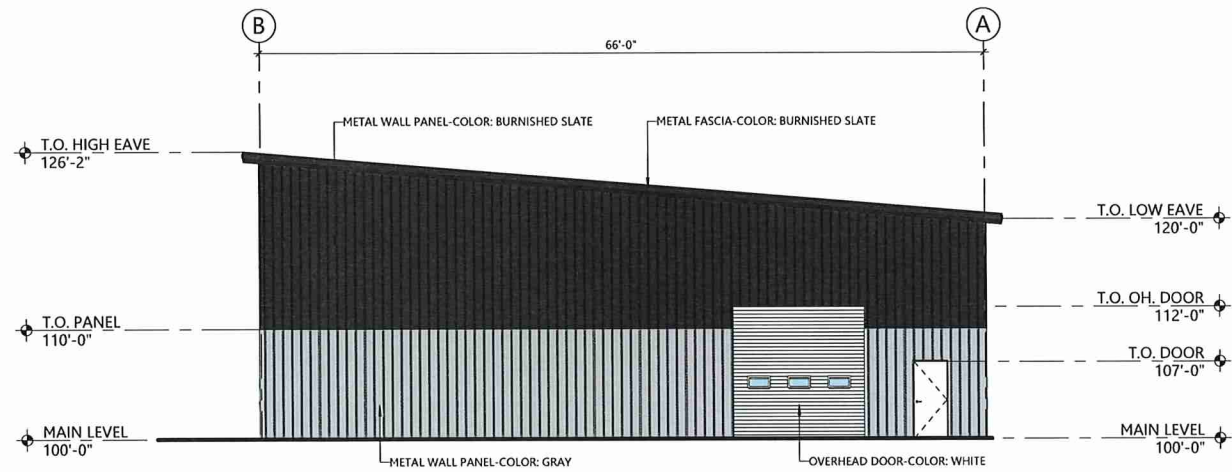 B
A
66'-0"
METAL WALL PANEL-COLOR: BURNISHED SLATE
METAL FASCIA-COLOR: BURNISHED SLATE
T.O. HIGH EAVE
126'-2"
T.O. LOW EAVE
120'-0"
T.O. OH. DOOR
112'-0"
T.O. PANEL
110'-0"
T.O. DOOR
107'-0"
MAIN LEVEL
100'-0"
MAIN LEVEL
100'-0"
METAL WALL PANEL-COLOR: GRAY
OVERHEAD DOOR-COLOR: WHITE